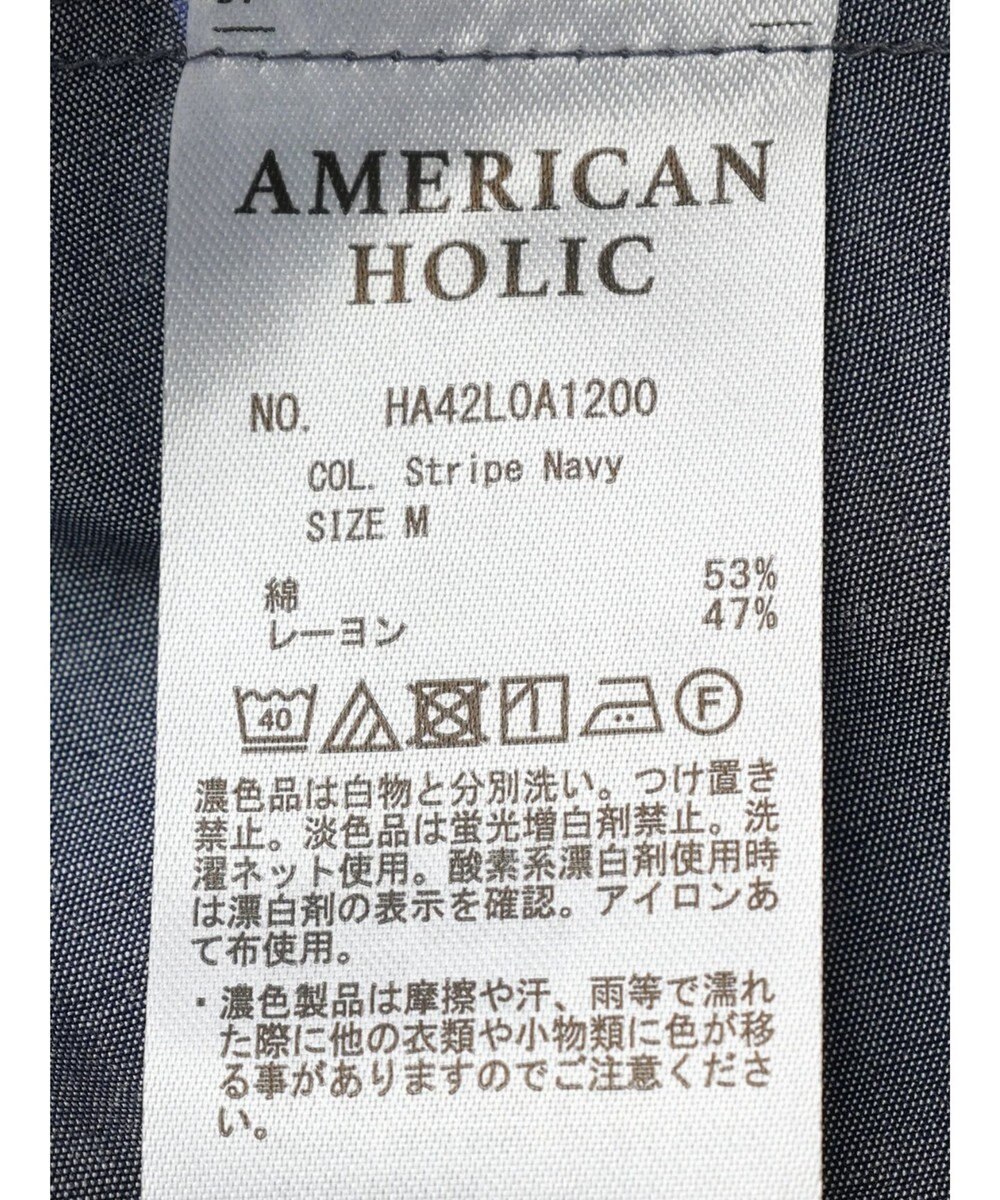 AMERICAN
HOLIC
NO. HA42L0A1200
COL. Stripe Navy
SIZE M
綿 53%
レーヨン 47%
40 F
濃色品は白物と分別洗い。つけ置き
禁止。淡色品は蛍光増白剤禁止。洗
濯ネット使用。酸素系漂白剤使用時
は漂白剤の表示を確認。アイロンあ
て布使用。
・濃色製品は摩擦や汗、雨等で濡れ
た際に他の衣類や小物類に色が移
る事がありますのでご注意くださ
い。